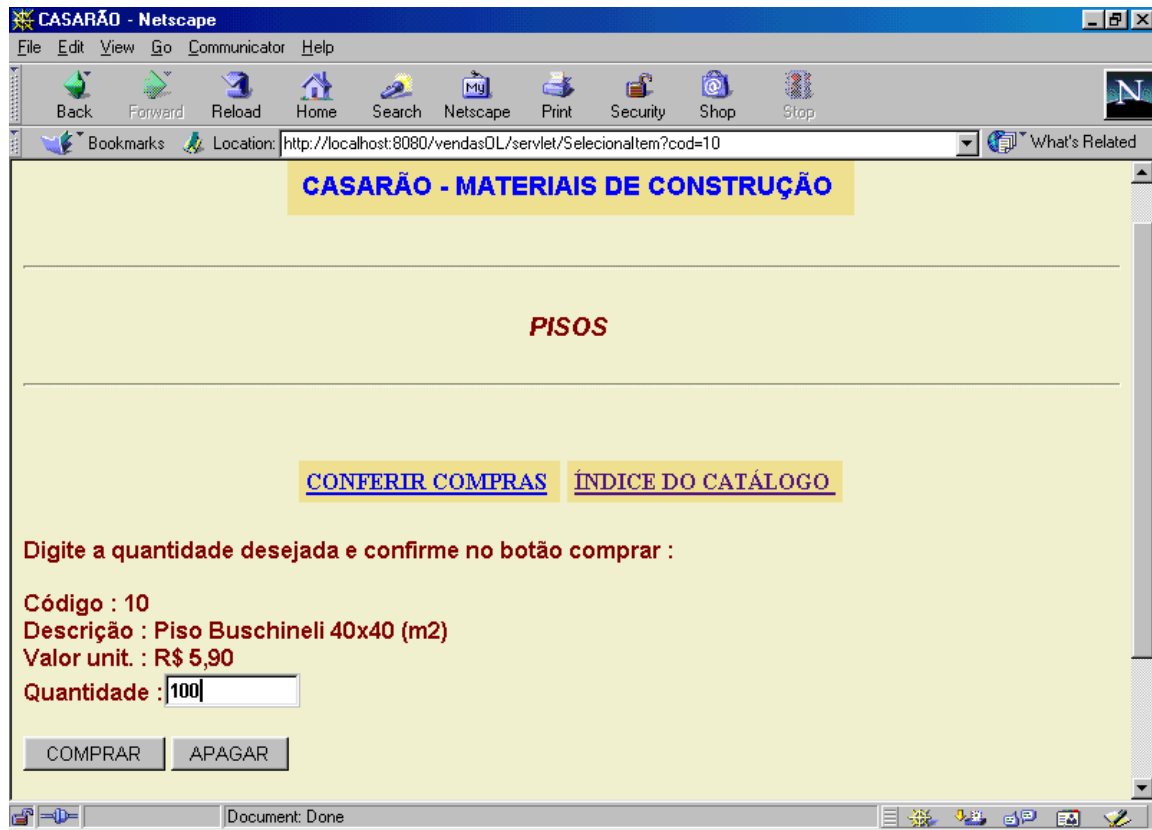 CASARÃO - Netscape
File Edit View Go Communicator Help
Back Forward Reload Home Search Netscape Print Security Shop Stop
My
N
Bookmarks Location: http://localhost:8080/vendasOL/servlet/SelecionaItem?cod=10 What's Related
CASARÃO - MATERIAIS DE CONSTRUÇÃO
PISOS
CONFERIR COMPRAS ÍNDICE DO CATÁLOGO
Digite a quantidade desejada e confirme no botão comprar :
Código : 10
Descrição : Piso Buschineli 40x40 (m2)
Valor unit. : R$ 5,90
Quantidade : 100
COMPRAR APAGAR
Document: Done